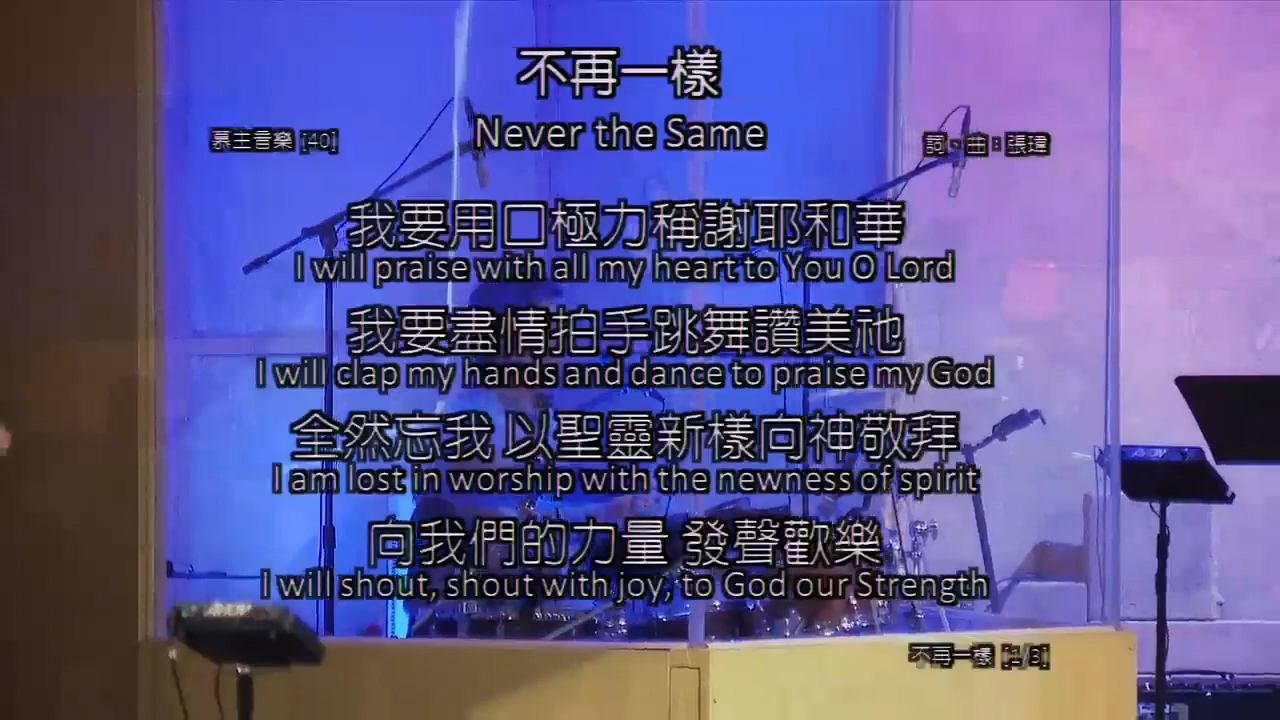 不再一樣
Never the Same
慕主音樂 [40]
詞、曲：張瑋
我要用口極力稱謝耶和華
I will praise with all my heart to You O Lord
我要盡情拍手跳舞讚美祂
I will clap my hands and dance to praise my God
全然忘我 以聖靈新樣向神敬拜
I am lost in worship with the newness of spirit
向我們的力量 發聲歡樂
I will shout, shout with joy, to God our Strength
不再一樣 [1/3]